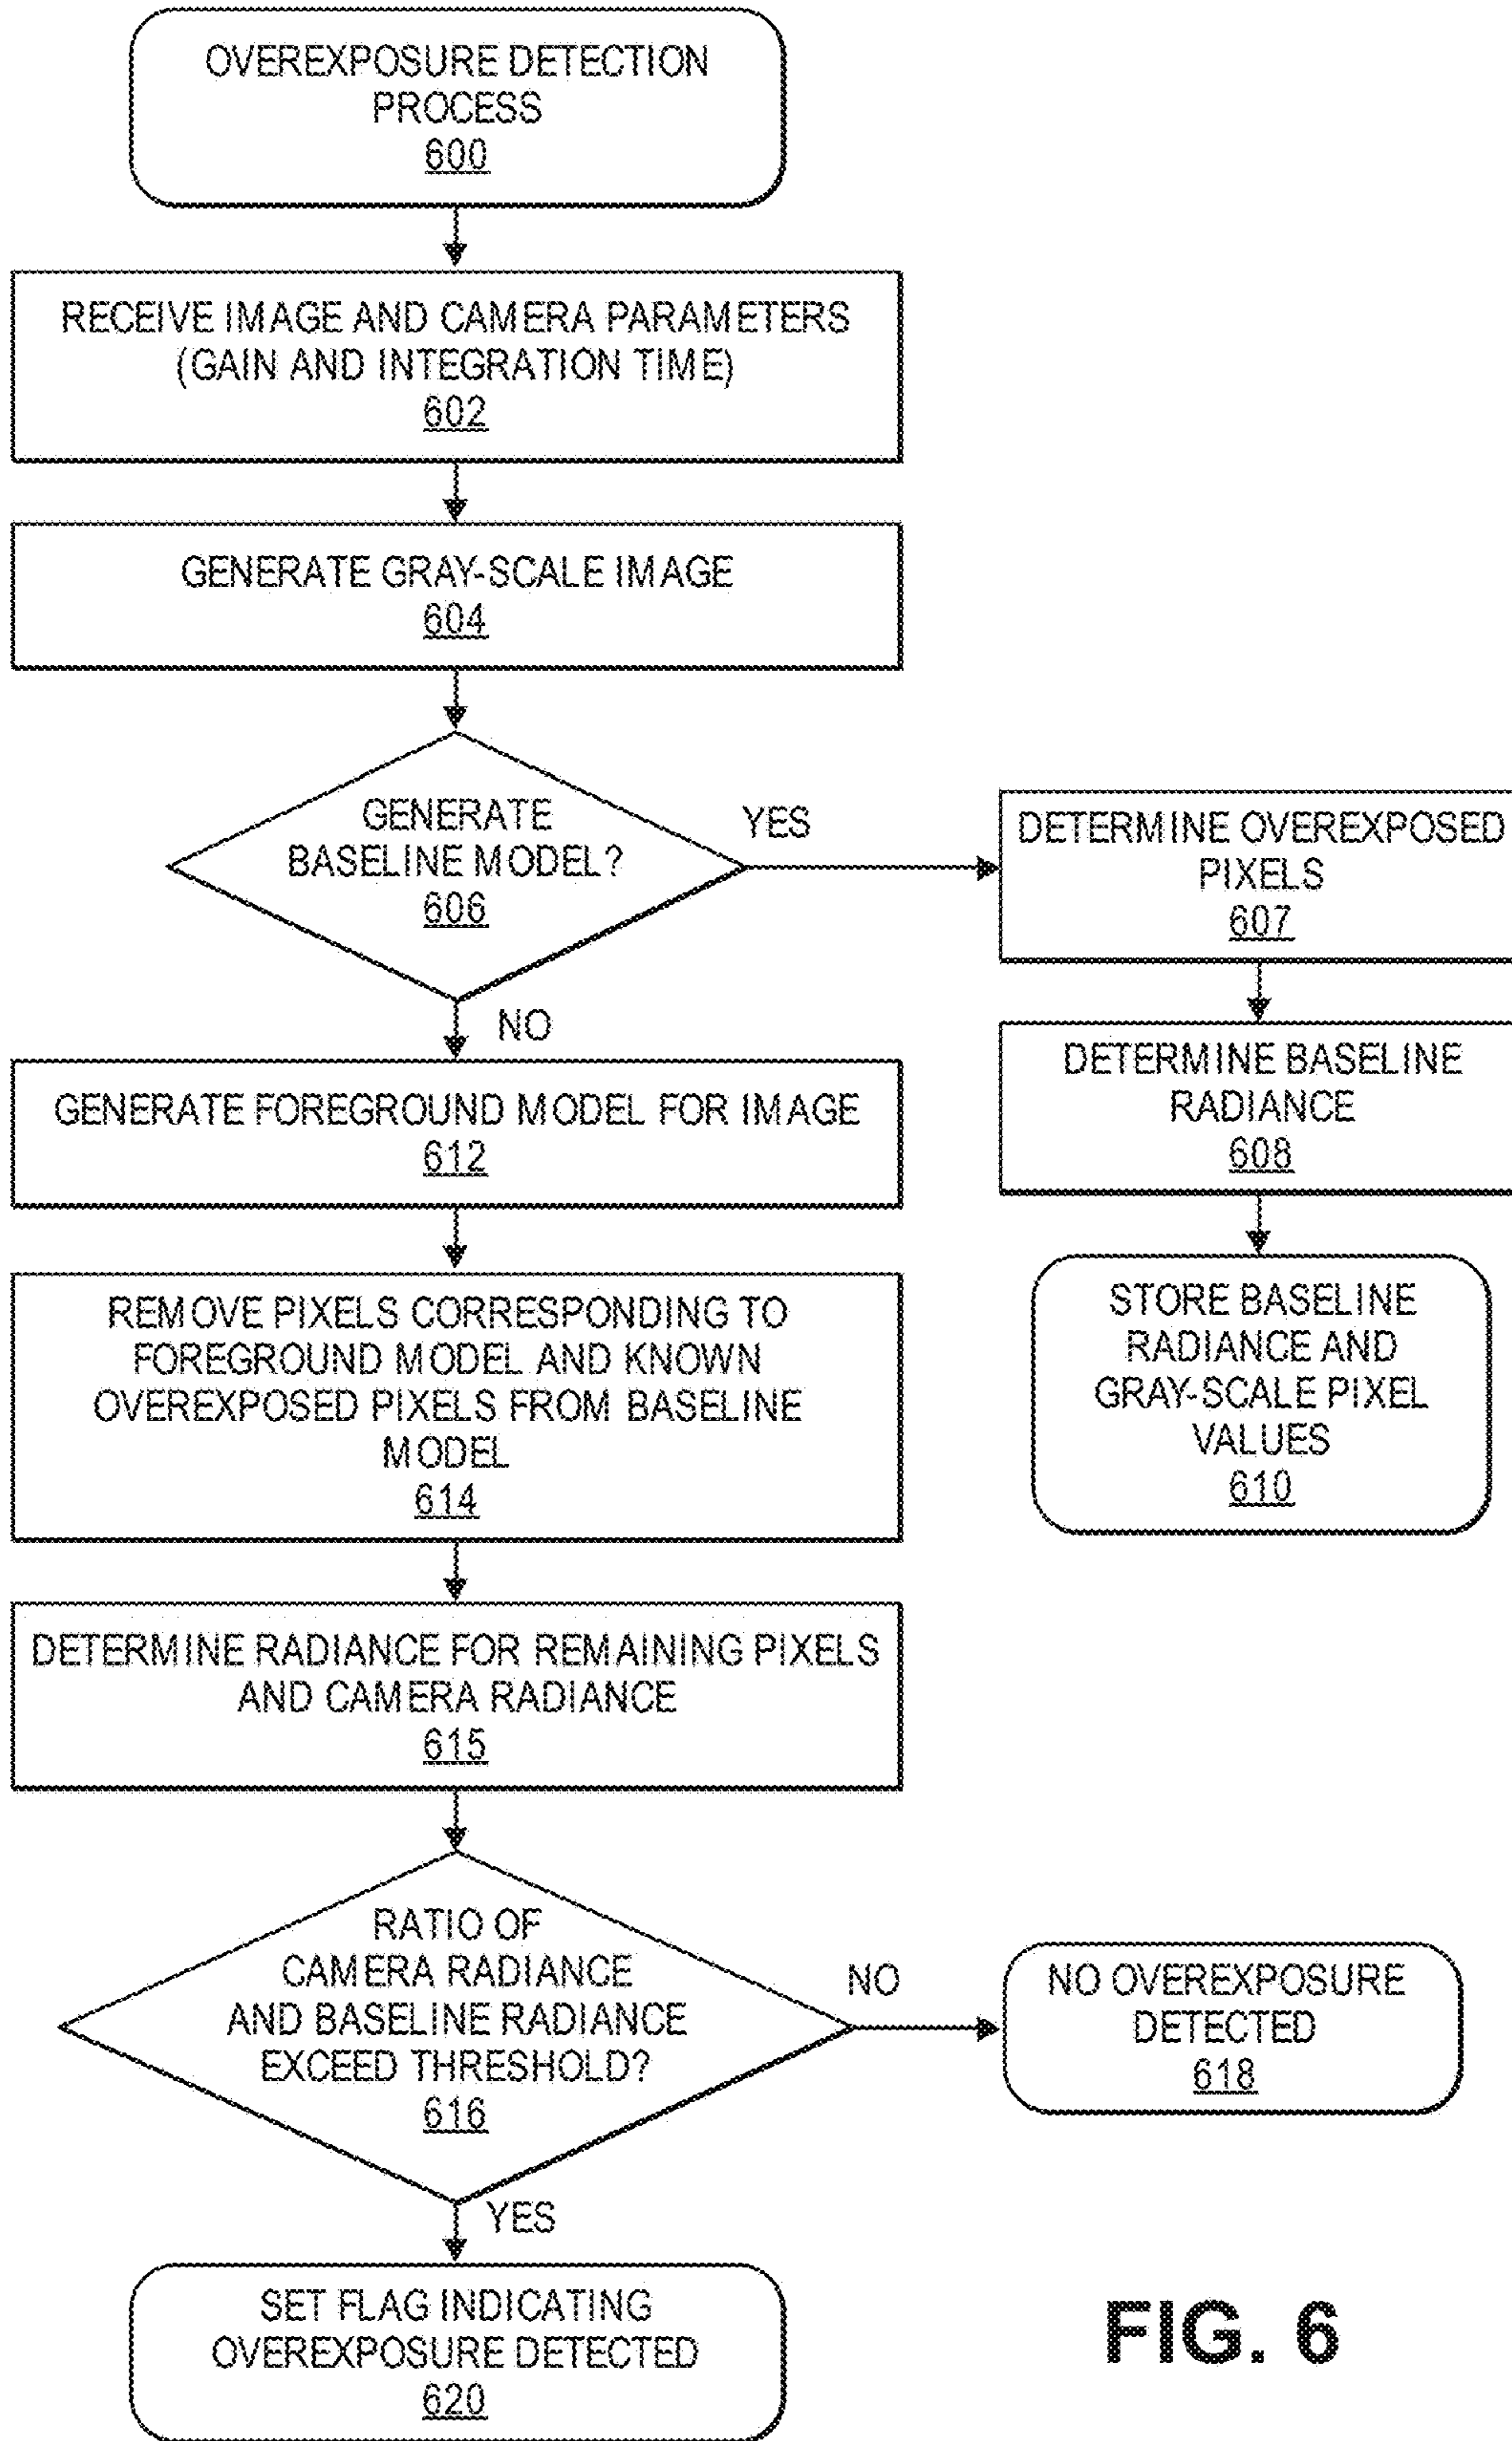 OVEREXPOSURE DETECTION
PROCESS
600
RECEIVE IMAGE AND CAMERA PARAMETERS
(GAIN AND INTEGRATION TIME)
602
GENERATE GRAY-SCALE IMAGE
604
GENERATE
BASELINE MODEL?
606
YES
DETERMINE OVEREXPOSED
PIXELS
607
NO
DETERMINE BASELINE
RADIANCE
608
GENERATE FOREGROUND MODEL FOR IMAGE
612
STORE BASELINE
RADIANCE AND
GRAY-SCALE PIXEL
VALUES
610
REMOVE PIXELS CORRESPONDING TO
FOREGROUND MODEL AND KNOWN
OVEREXPOSED PIXELS FROM BASELINE
MODEL
614
DETERMINE RADIANCE FOR REMAINING PIXELS
AND CAMERA RADIANCE
615
RATIO OF
CAMERA RADIANCE
AND BASELINE RADIANCE
EXCEED THRESHOLD?
616
NO
NO OVEREXPOSURE
DETECTED
618
YES
SET FLAG INDICATING
OVEREXPOSURE DETECTED
620
FIG. 6